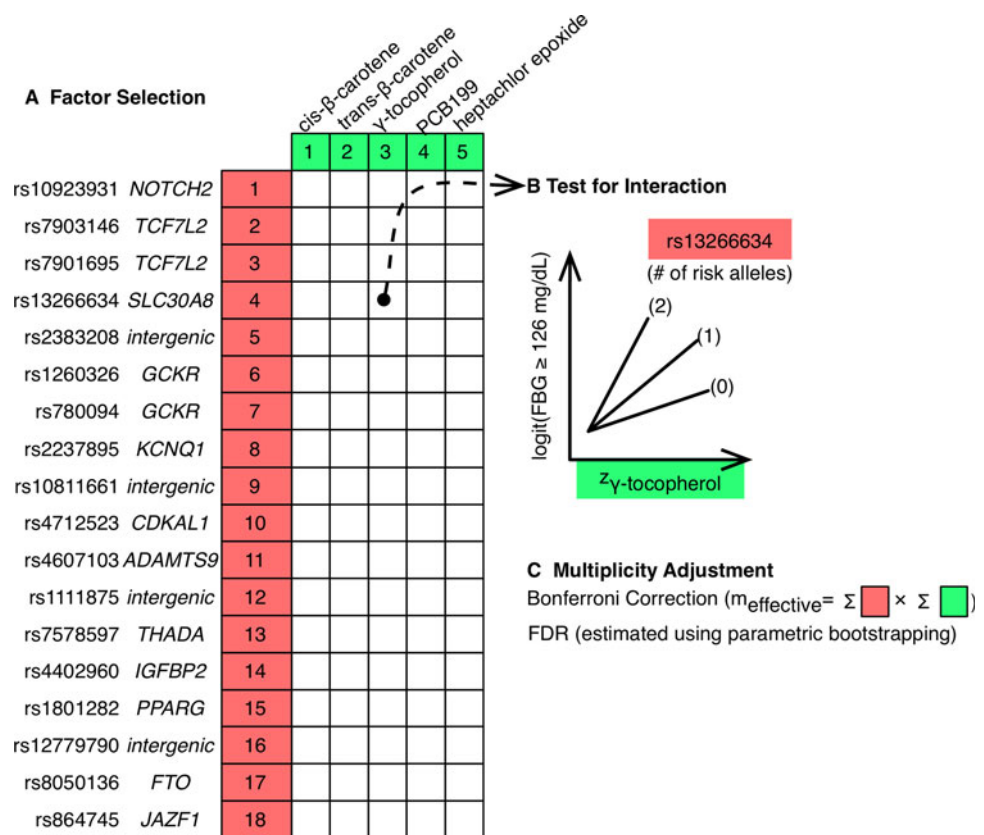 A Factor Selection
cis-β-carotene
trans-β-carotene
γ-tocopherol
PCB199
heptachlor epoxide
1 2 3 4 5
rs10923931 NOTCH2 1
rs7903146 TCF7L2 2
rs7901695 TCF7L2 3
rs13266634 SLC30A8 4
rs2383208 intergenic 5
rs1260326 GCKR 6
rs780094 GCKR 7
rs2237895 KCNQ1 8
rs10811661 intergenic 9
rs4712523 CDKAL1 10
rs4607103 ADAMTS9 11
rs1111875 intergenic 12
rs7578597 THADA 13
rs4402960 IGFBP2 14
rs1801282 PPARG 15
rs12779790 intergenic 16
rs8050136 FTO 17
rs864745 JAZF1 18
B Test for Interaction
rs13266634
(# of risk alleles)
(2)
(1)
(0)
logit(FBG ≥ 126 mg/dL)
zγ-tocopherol
C Multiplicity Adjustment
Bonferroni Correction (meffective= Σ × Σ )
FDR (estimated using parametric bootstrapping)